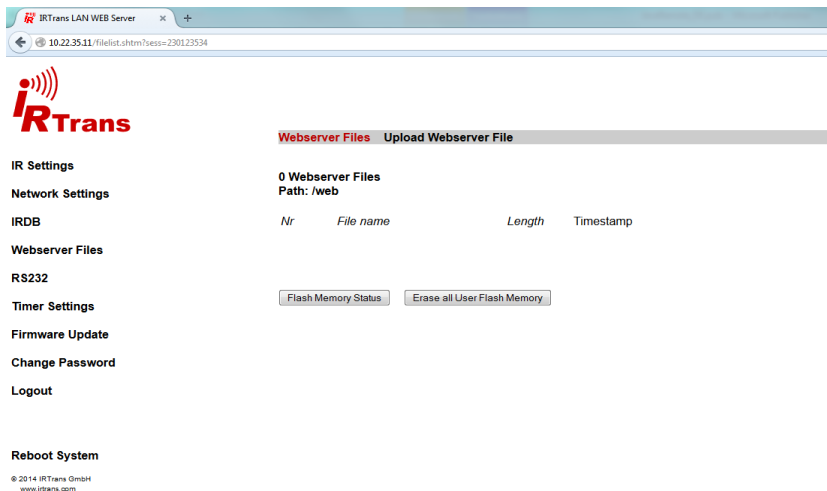 IRTrans LAN WEB Server × +
10.22.35.11/filelist.shtm?sess=230123534
iRTrans
Webserver Files Upload Webserver File
IR Settings
0 Webserver Files
Path: /web
Network Settings
IRDB
Nr File name Length Timestamp
Webserver Files
RS232
Flash Memory Status Erase all User Flash Memory
Timer Settings
Firmware Update
Change Password
Logout
Reboot System
© 2014 IRTrans GmbH
www.irtrans.com